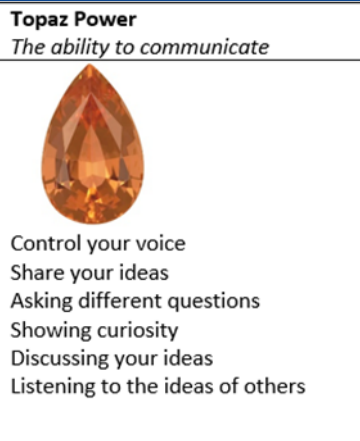 Topaz Power
The ability to communicate
Control your voice
Share your ideas
Asking different questions
Showing curiosity
Discussing your ideas
Listening to the ideas of others